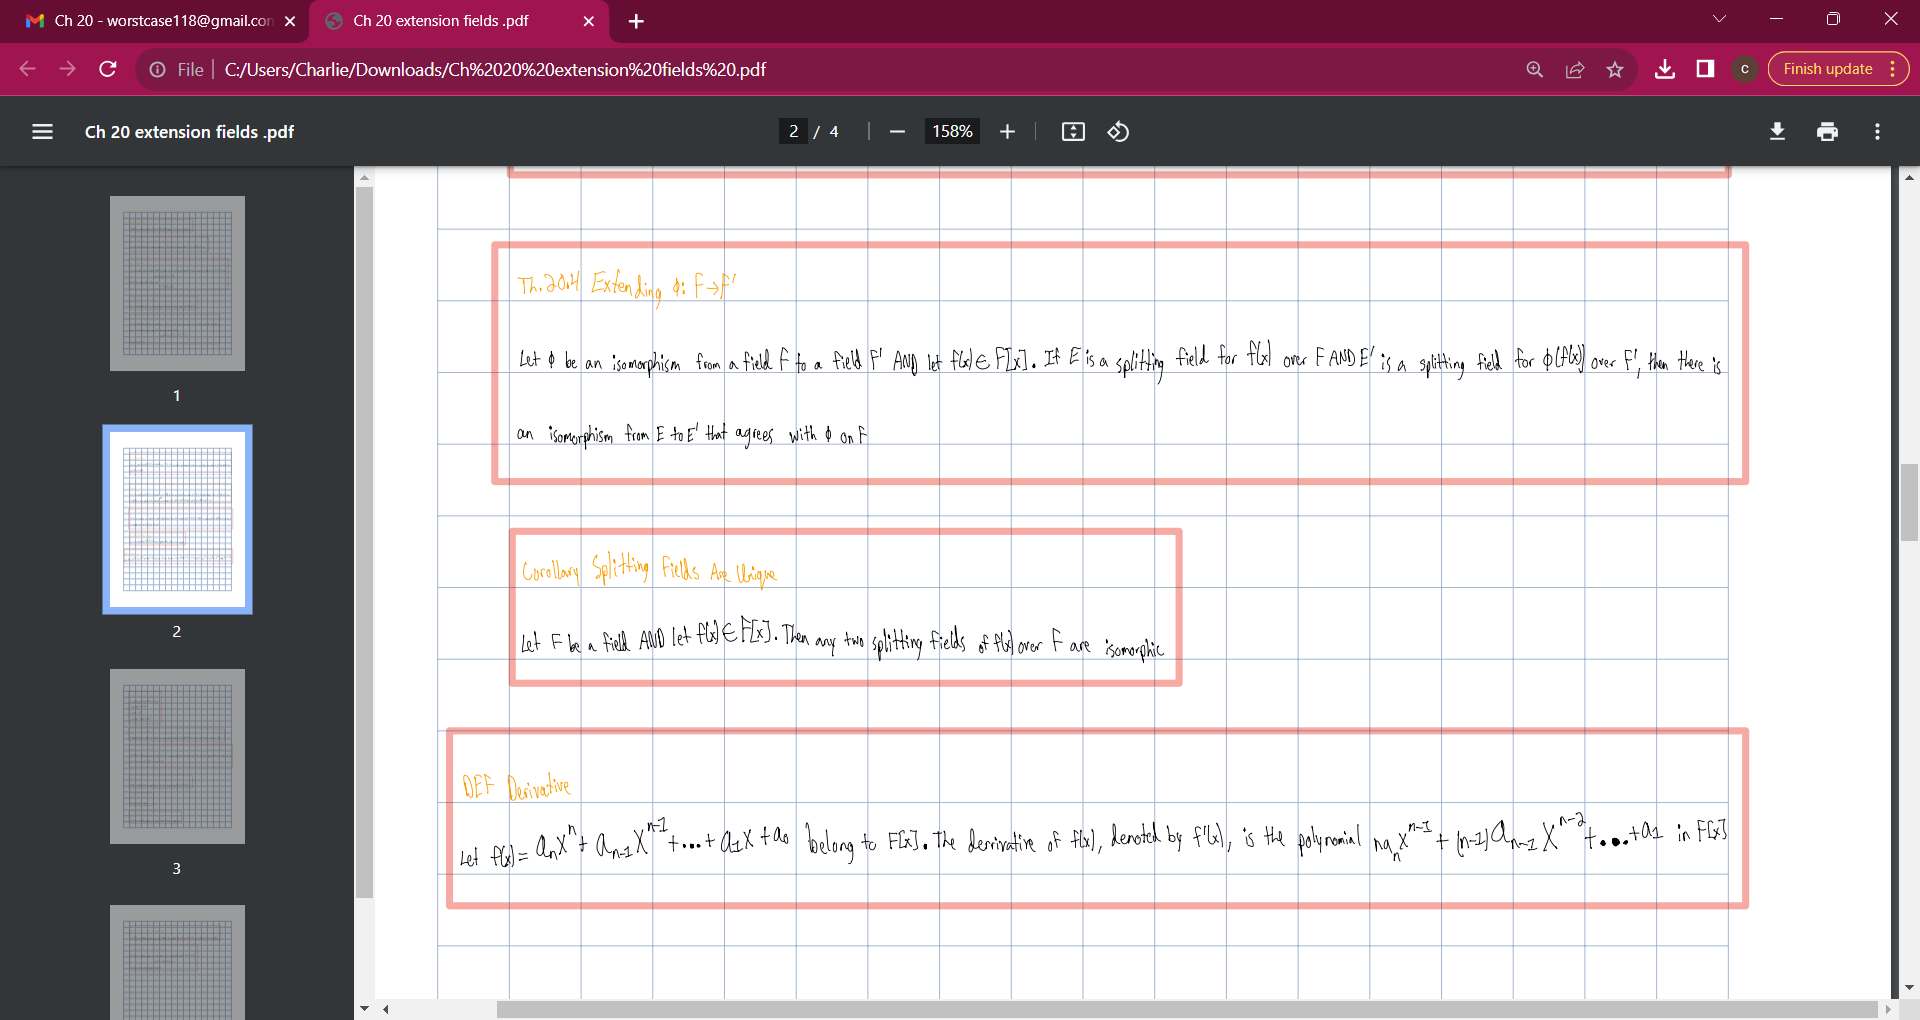 Ch 20 - worstcase118@gmail.con
Ch 20 extension fields .pdf
File
C:/Users/Charlie/Downloads/Ch%2020%20extension%20fields%20.pdf
C
Finish update
Ch 20 extension fields .pdf
2 / 4
158%
1
2
3
Th. 20.4 Extending ϕ: F→F'
Let ϕ be an isomorphism from a field F to a field F' AND let f(x) ∈ F[x]. If E is a splitting field for f(x) over F AND E' is a splitting field for ϕ(f(x)) over F', then there is
an isomorphism from E to E' that agrees with ϕ on F
Corollary Splitting Fields Are Unique
Let F be a field AND let f(x) ∈ F[x]. Then any two splitting fields of f(x) over F are isomorphic
DEF Derivative
Let f(x) = aₙxⁿ + aₙ₋₁xⁿ⁻¹ +...+ a₁x + a₀ belong to F[x]. The derivative of f(x), denoted by f'(x), is the polynomial naₙxⁿ⁻¹ + (n-1)aₙ₋₁xⁿ⁻² +...+ a₁ in F[x]